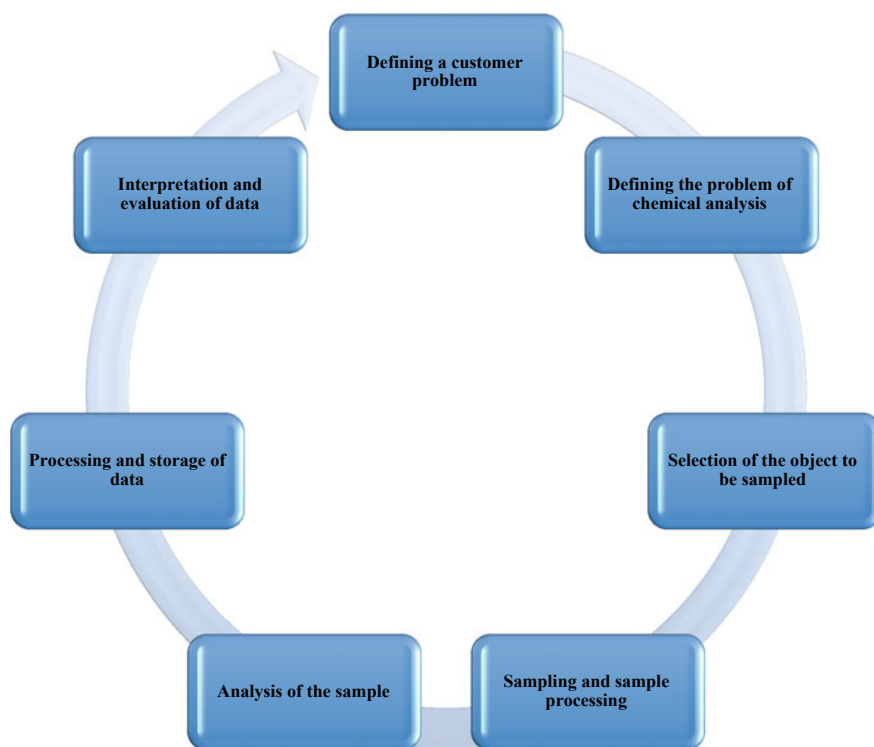 Defining a customer
problem
Defining the problem of
chemical analysis
Selection of the object to
be sampled
Sampling and sample
processing
Analysis of the sample
Processing and storage of
data
Interpretation and
evaluation of data